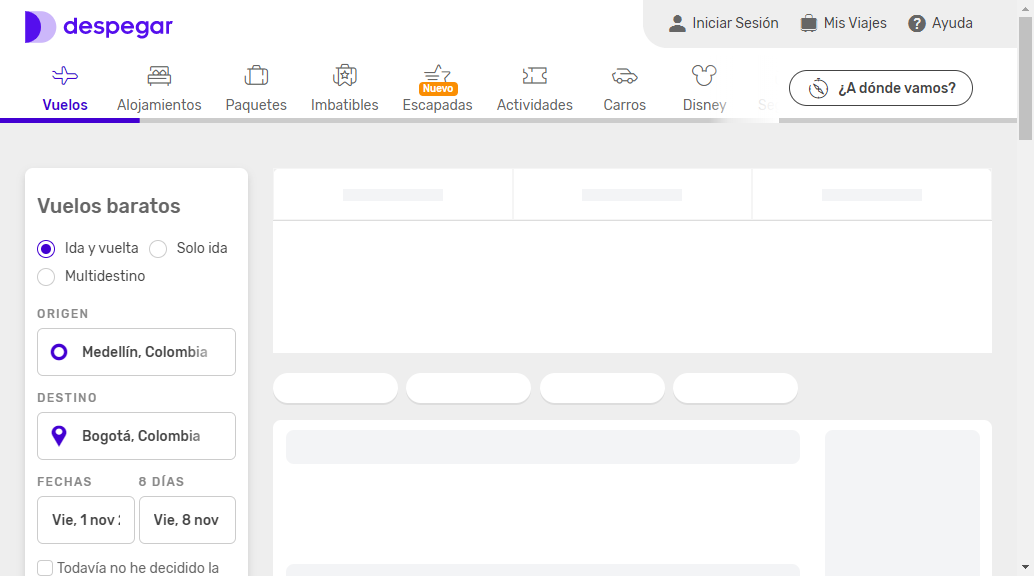 despegar
Iniciar Sesión
Mis Viajes
Ayuda
Vuelos
Alojamientos
Paquetes
Imbatibles
Nuevo
Escapadas
Actividades
Carros
Disney
¿A dónde vamos?
Vuelos baratos
Ida y vuelta
Solo ida
Multidestino
ORIGEN
Medellín, Colombia
DESTINO
Bogotá, Colombia
FECHAS
8 DÍAS
Vie, 1 nov
Vie, 8 nov
Todavía no he decidido la